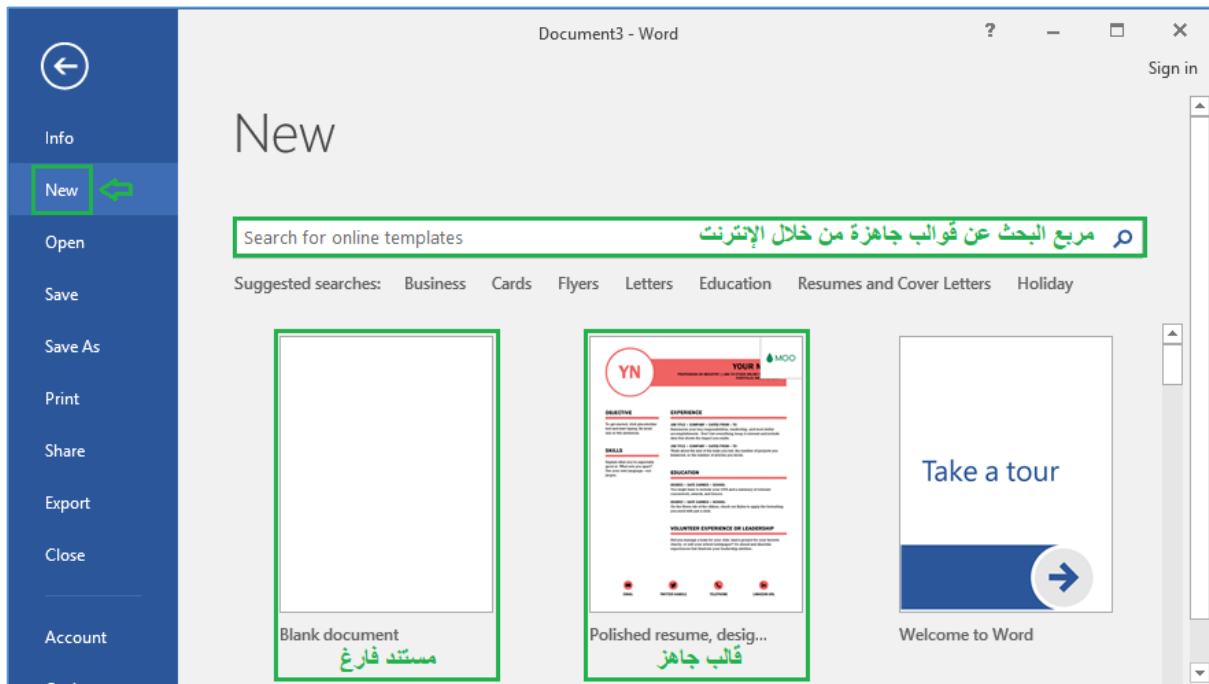 Document3 - Word
?
Sign in
Info
New
Open
Save
Save As
Print
Share
Export
Close
Account
New
Search for online templates مربع البحث عن قوالب جاهزة من خلال الإنترنت
Suggested searches: Business Cards Flyers Letters Education Resumes and Cover Letters Holiday
YN
YOUR
MOO
OBJECTIVE
EXPERIENCE
SKILLS
EDUCATION
VOLUNTEER EXPERIENCE OR LEADERSHIP
Take a tour
Blank document
مستند فارغ
Polished resume, desig...
قالب جاهز
Welcome to Word